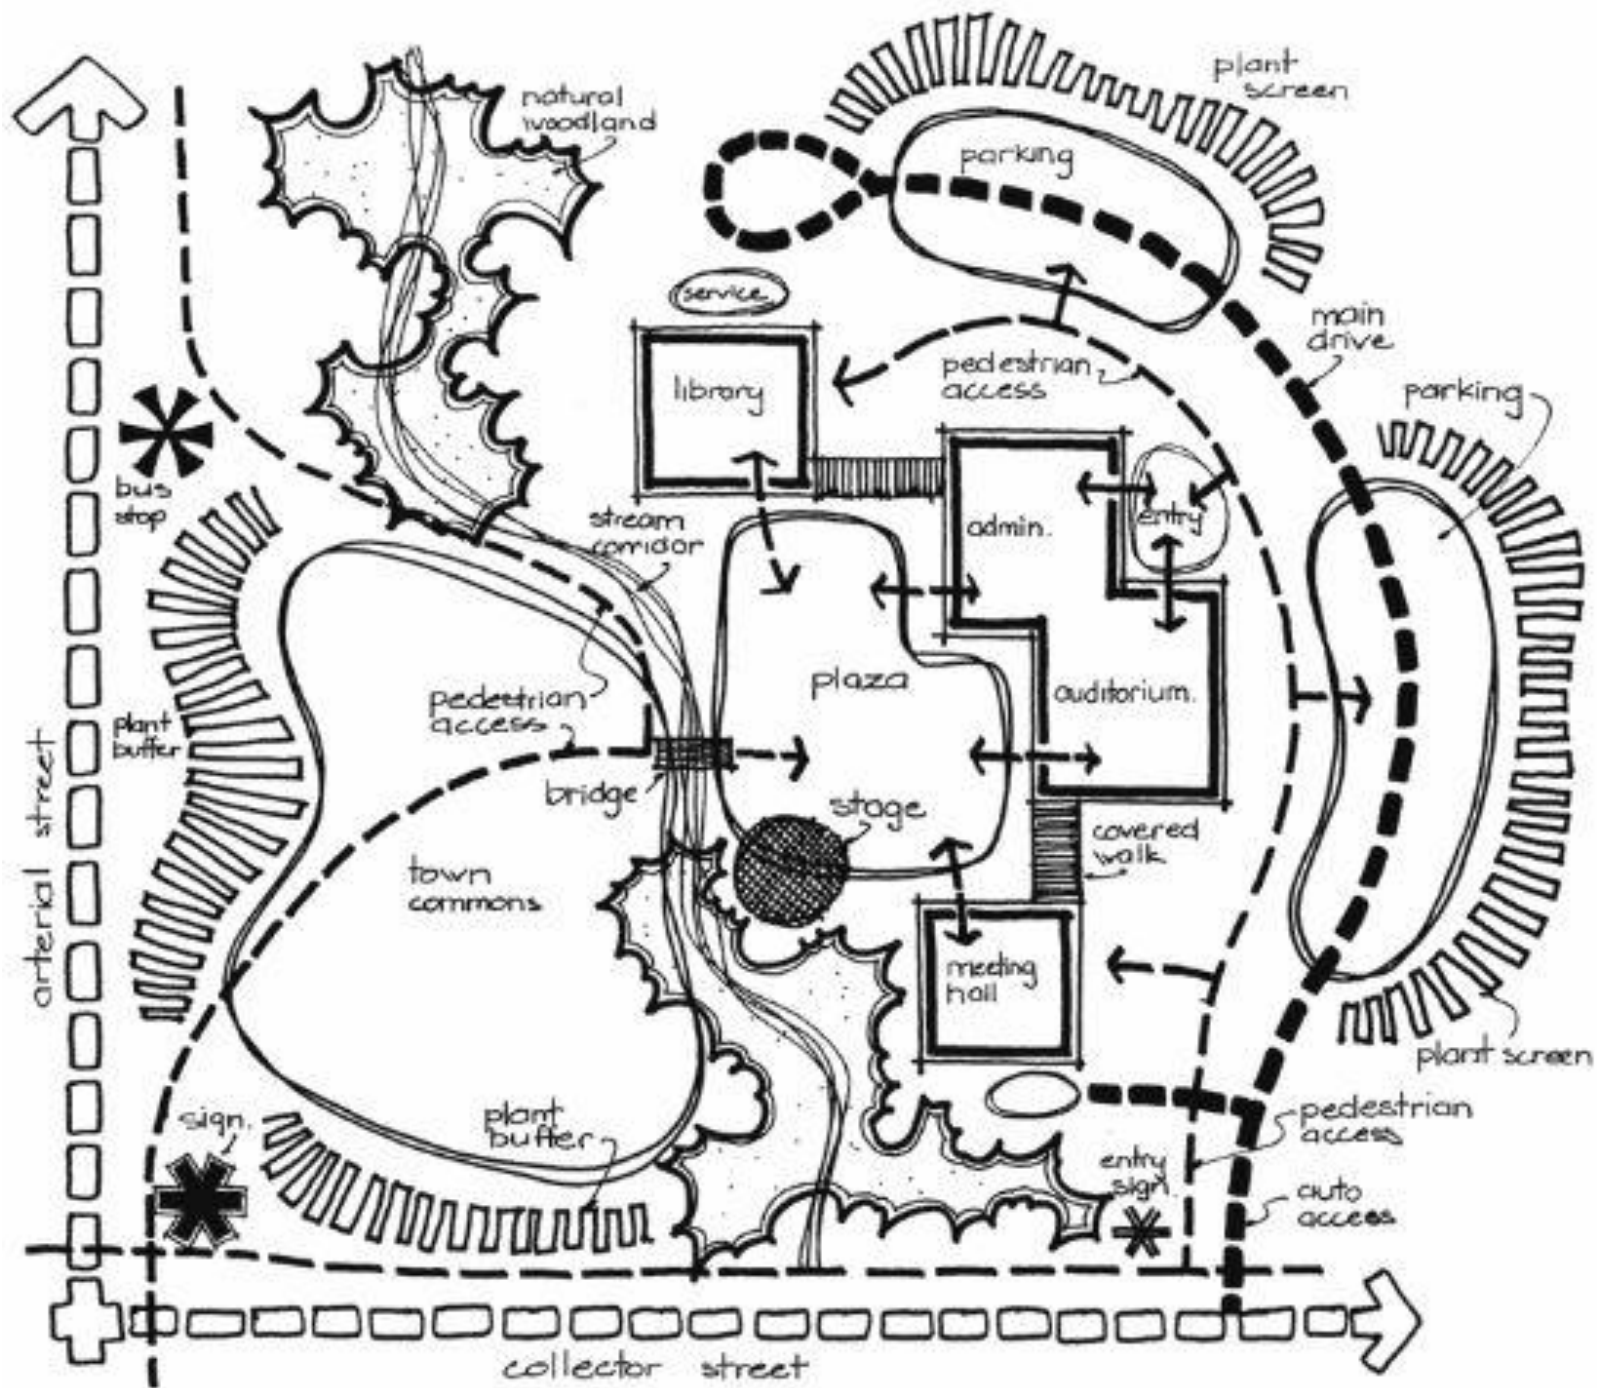 plant
screen
natural
woodland
parking
service
main
drive
pedestrian
access
library
parking
bus
stop
stream
corridor
admin.
entry
plaza
pedestrian
access
auditorium.
plant
buffer
bridge
stage
covered
walk
town
commons
arterial street
meeting
hall
plant screen
sign.
plant
buffer
pedestrian
access
entry
sign
auto
access
collector street